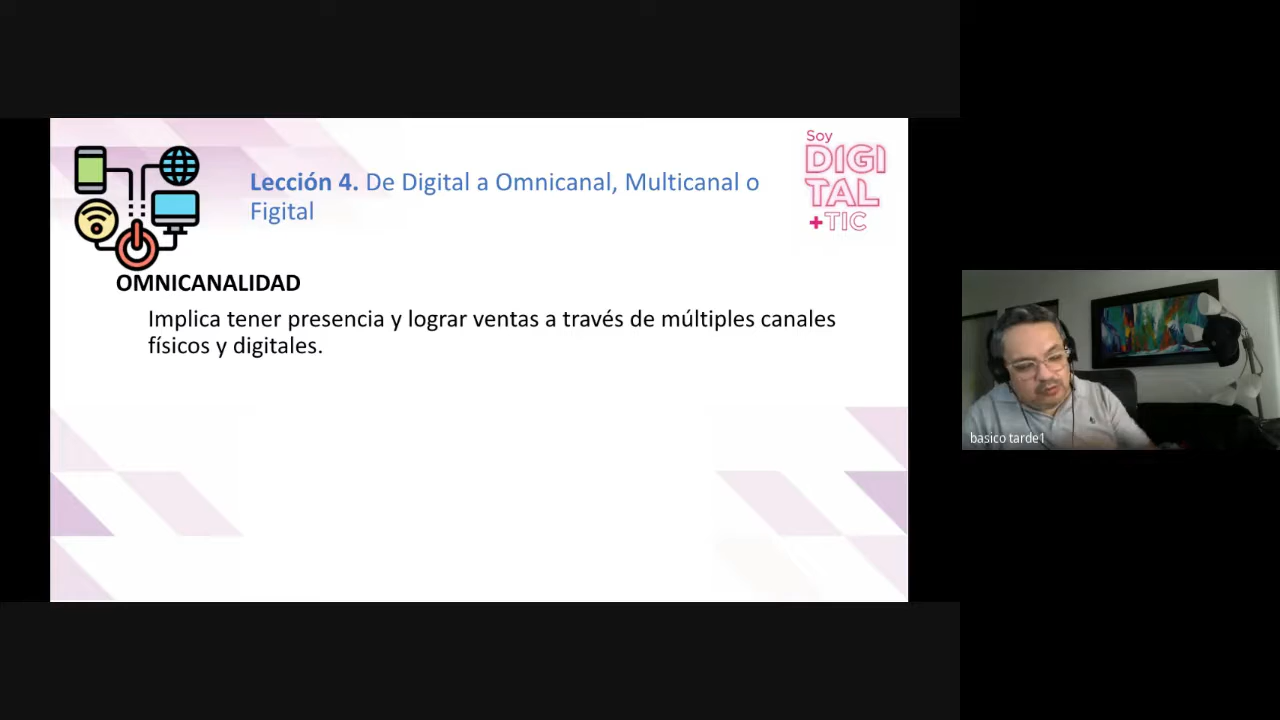 Soy
DIGI
TAL
+TIC
Lección 4. De Digital a Omnicanal, Multicanal o
Figital
OMNICANALIDAD
Implica tener presencia y lograr ventas a través de múltiples canales
físicos y digitales.
basico tarde1